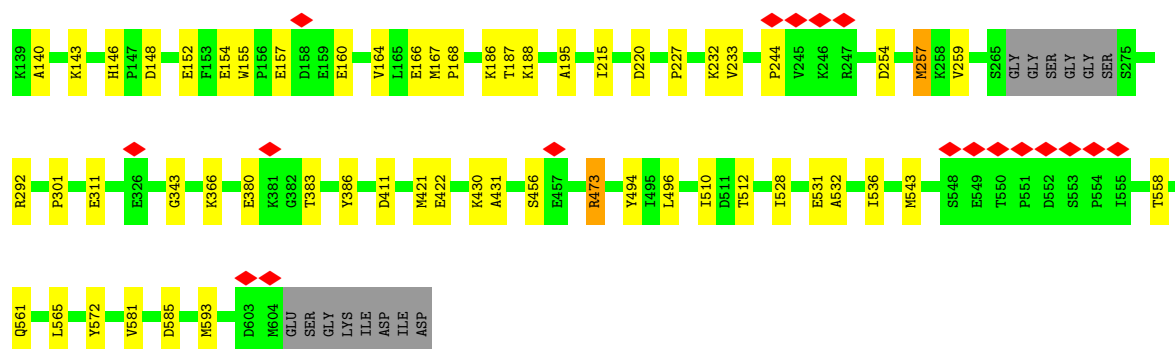 K139 A140 K143 H146 P147 D148 E152 F153 E154 W155 P156 E157 D158 E159 E160 V164 L165 E166 M167 P168 K186 T187 K188 A195 I215 D220 P227 K232 V233 P244 V245 K246 R247 D254 M257 K258 V259 S265 GLY GLY SER GLY GLY SER S275
R292 P301 E311 E326 G343 K366 E380 K381 G382 T383 Y386 D411 M421 E422 K430 A431 S456 E457 R473 Y494 I495 L496 I510 D511 T512 I528 E531 A532 I536 M543 S548 E549 T550 P551 D552 S553 P554 I555 T558
Q561 L565 Y572 V581 D585 M593 D603 M604 GLU SER GLY LYS ILE ASP ILE ASP